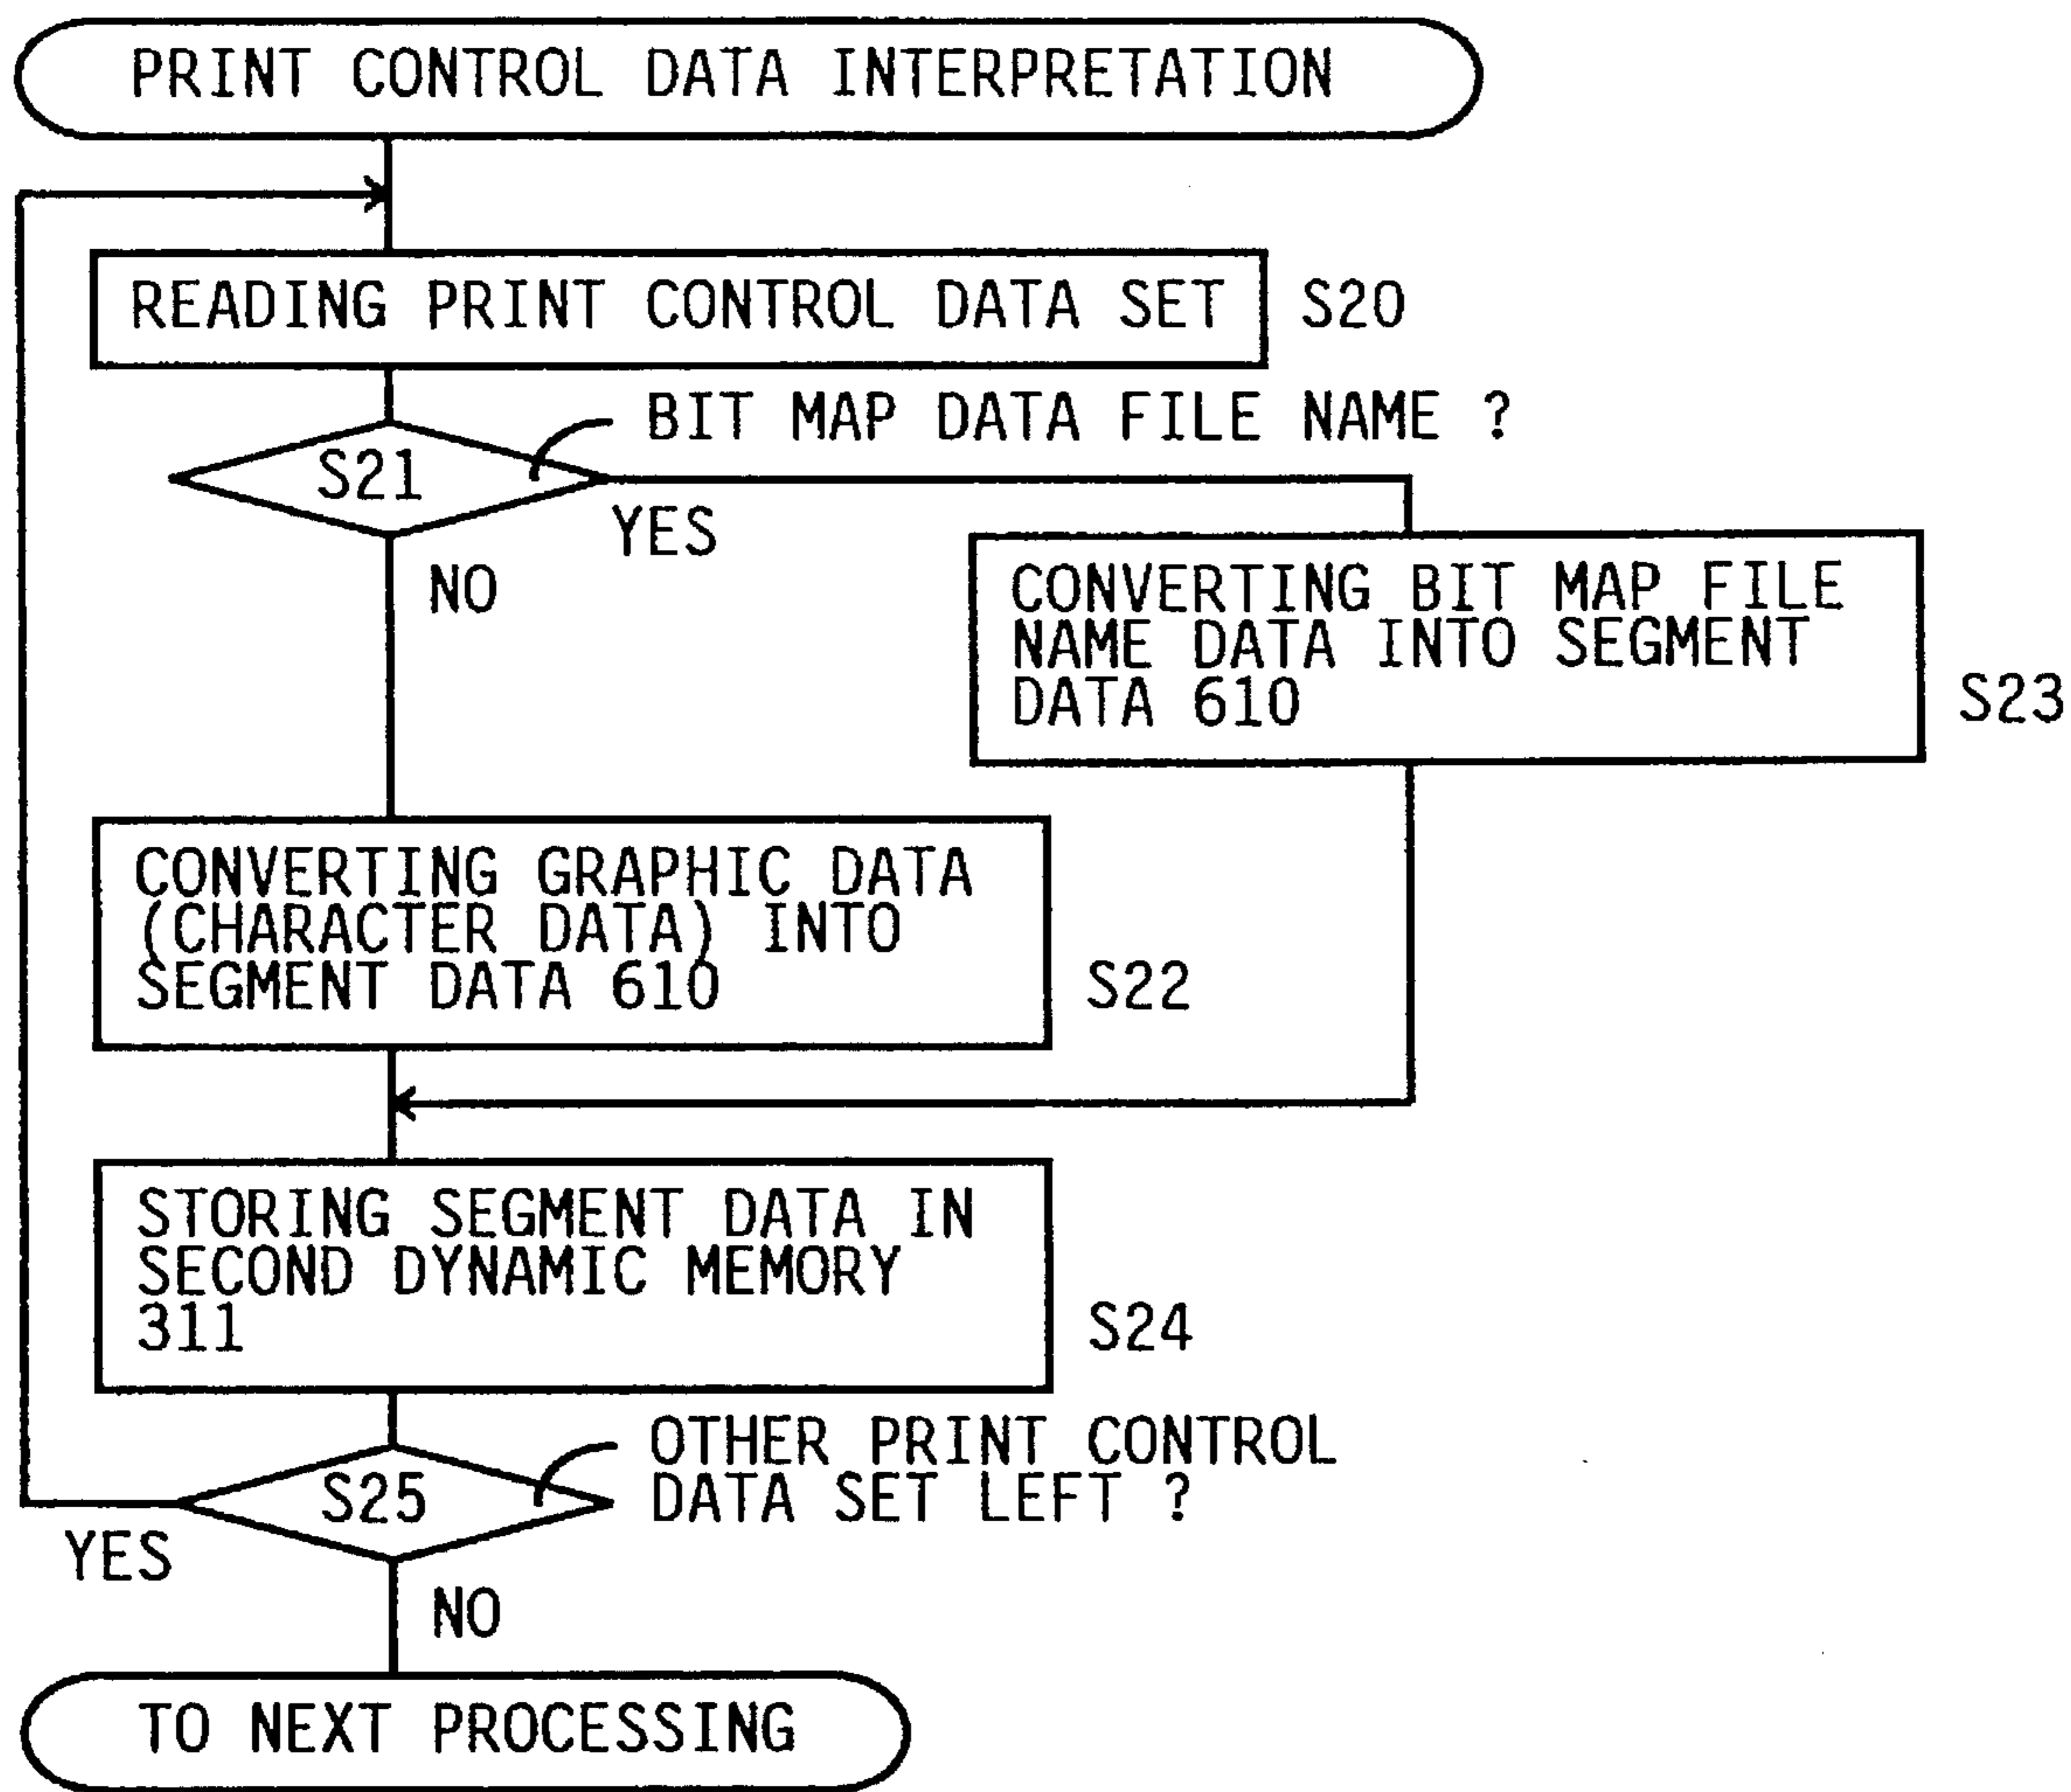 PRINT CONTROL DATA INTERPRETATION
READING PRINT CONTROL DATA SET
S20
BIT MAP DATA FILE NAME ?
S21
YES
NO
CONVERTING BIT MAP FILE
NAME DATA INTO SEGMENT
DATA 610
S23
CONVERTING GRAPHIC DATA
(CHARACTER DATA) INTO
SEGMENT DATA 610
S22
STORING SEGMENT DATA IN
SECOND DYNAMIC MEMORY
311
S24
OTHER PRINT CONTROL
DATA SET LEFT ?
S25
YES
NO
TO NEXT PROCESSING